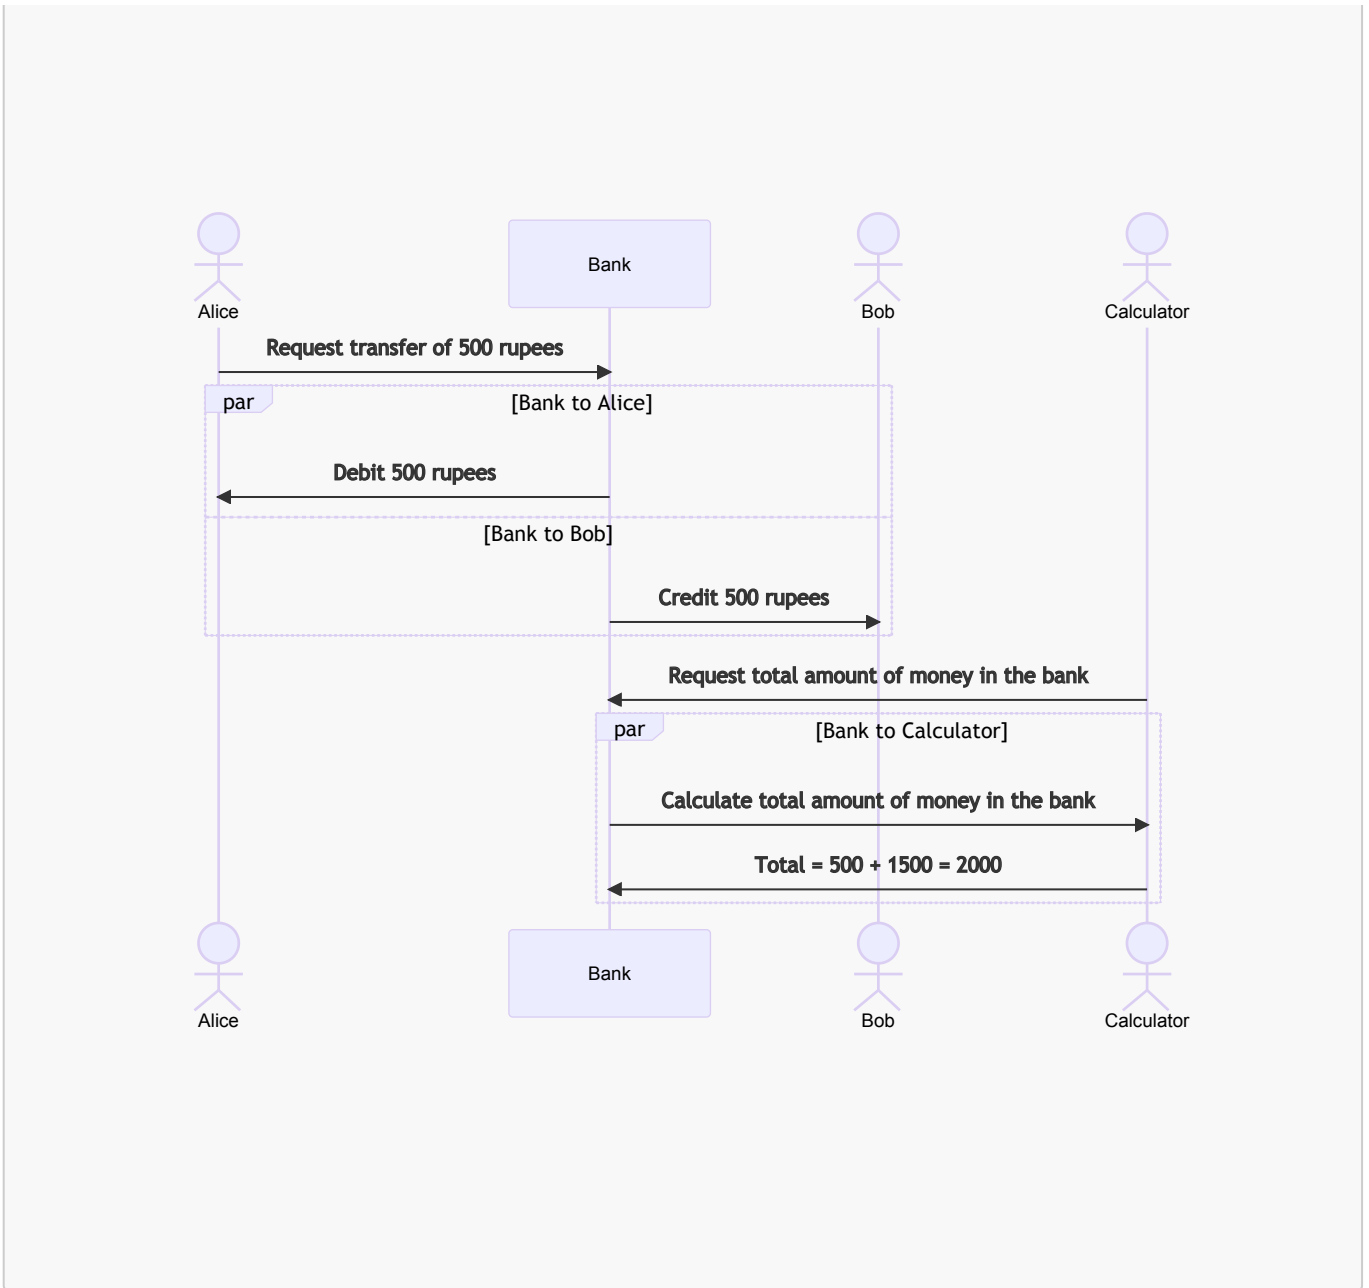 Bank
Alice
Bob
Calculator
Request transfer of 500 rupees
par
[Bank to Alice]
Debit 500 rupees
[Bank to Bob]
Credit 500 rupees
Request total amount of money in the bank
par
[Bank to Calculator]
Calculate total amount of money in the bank
Total = 500 + 1500 = 2000
Bank
Alice
Bob
Calculator